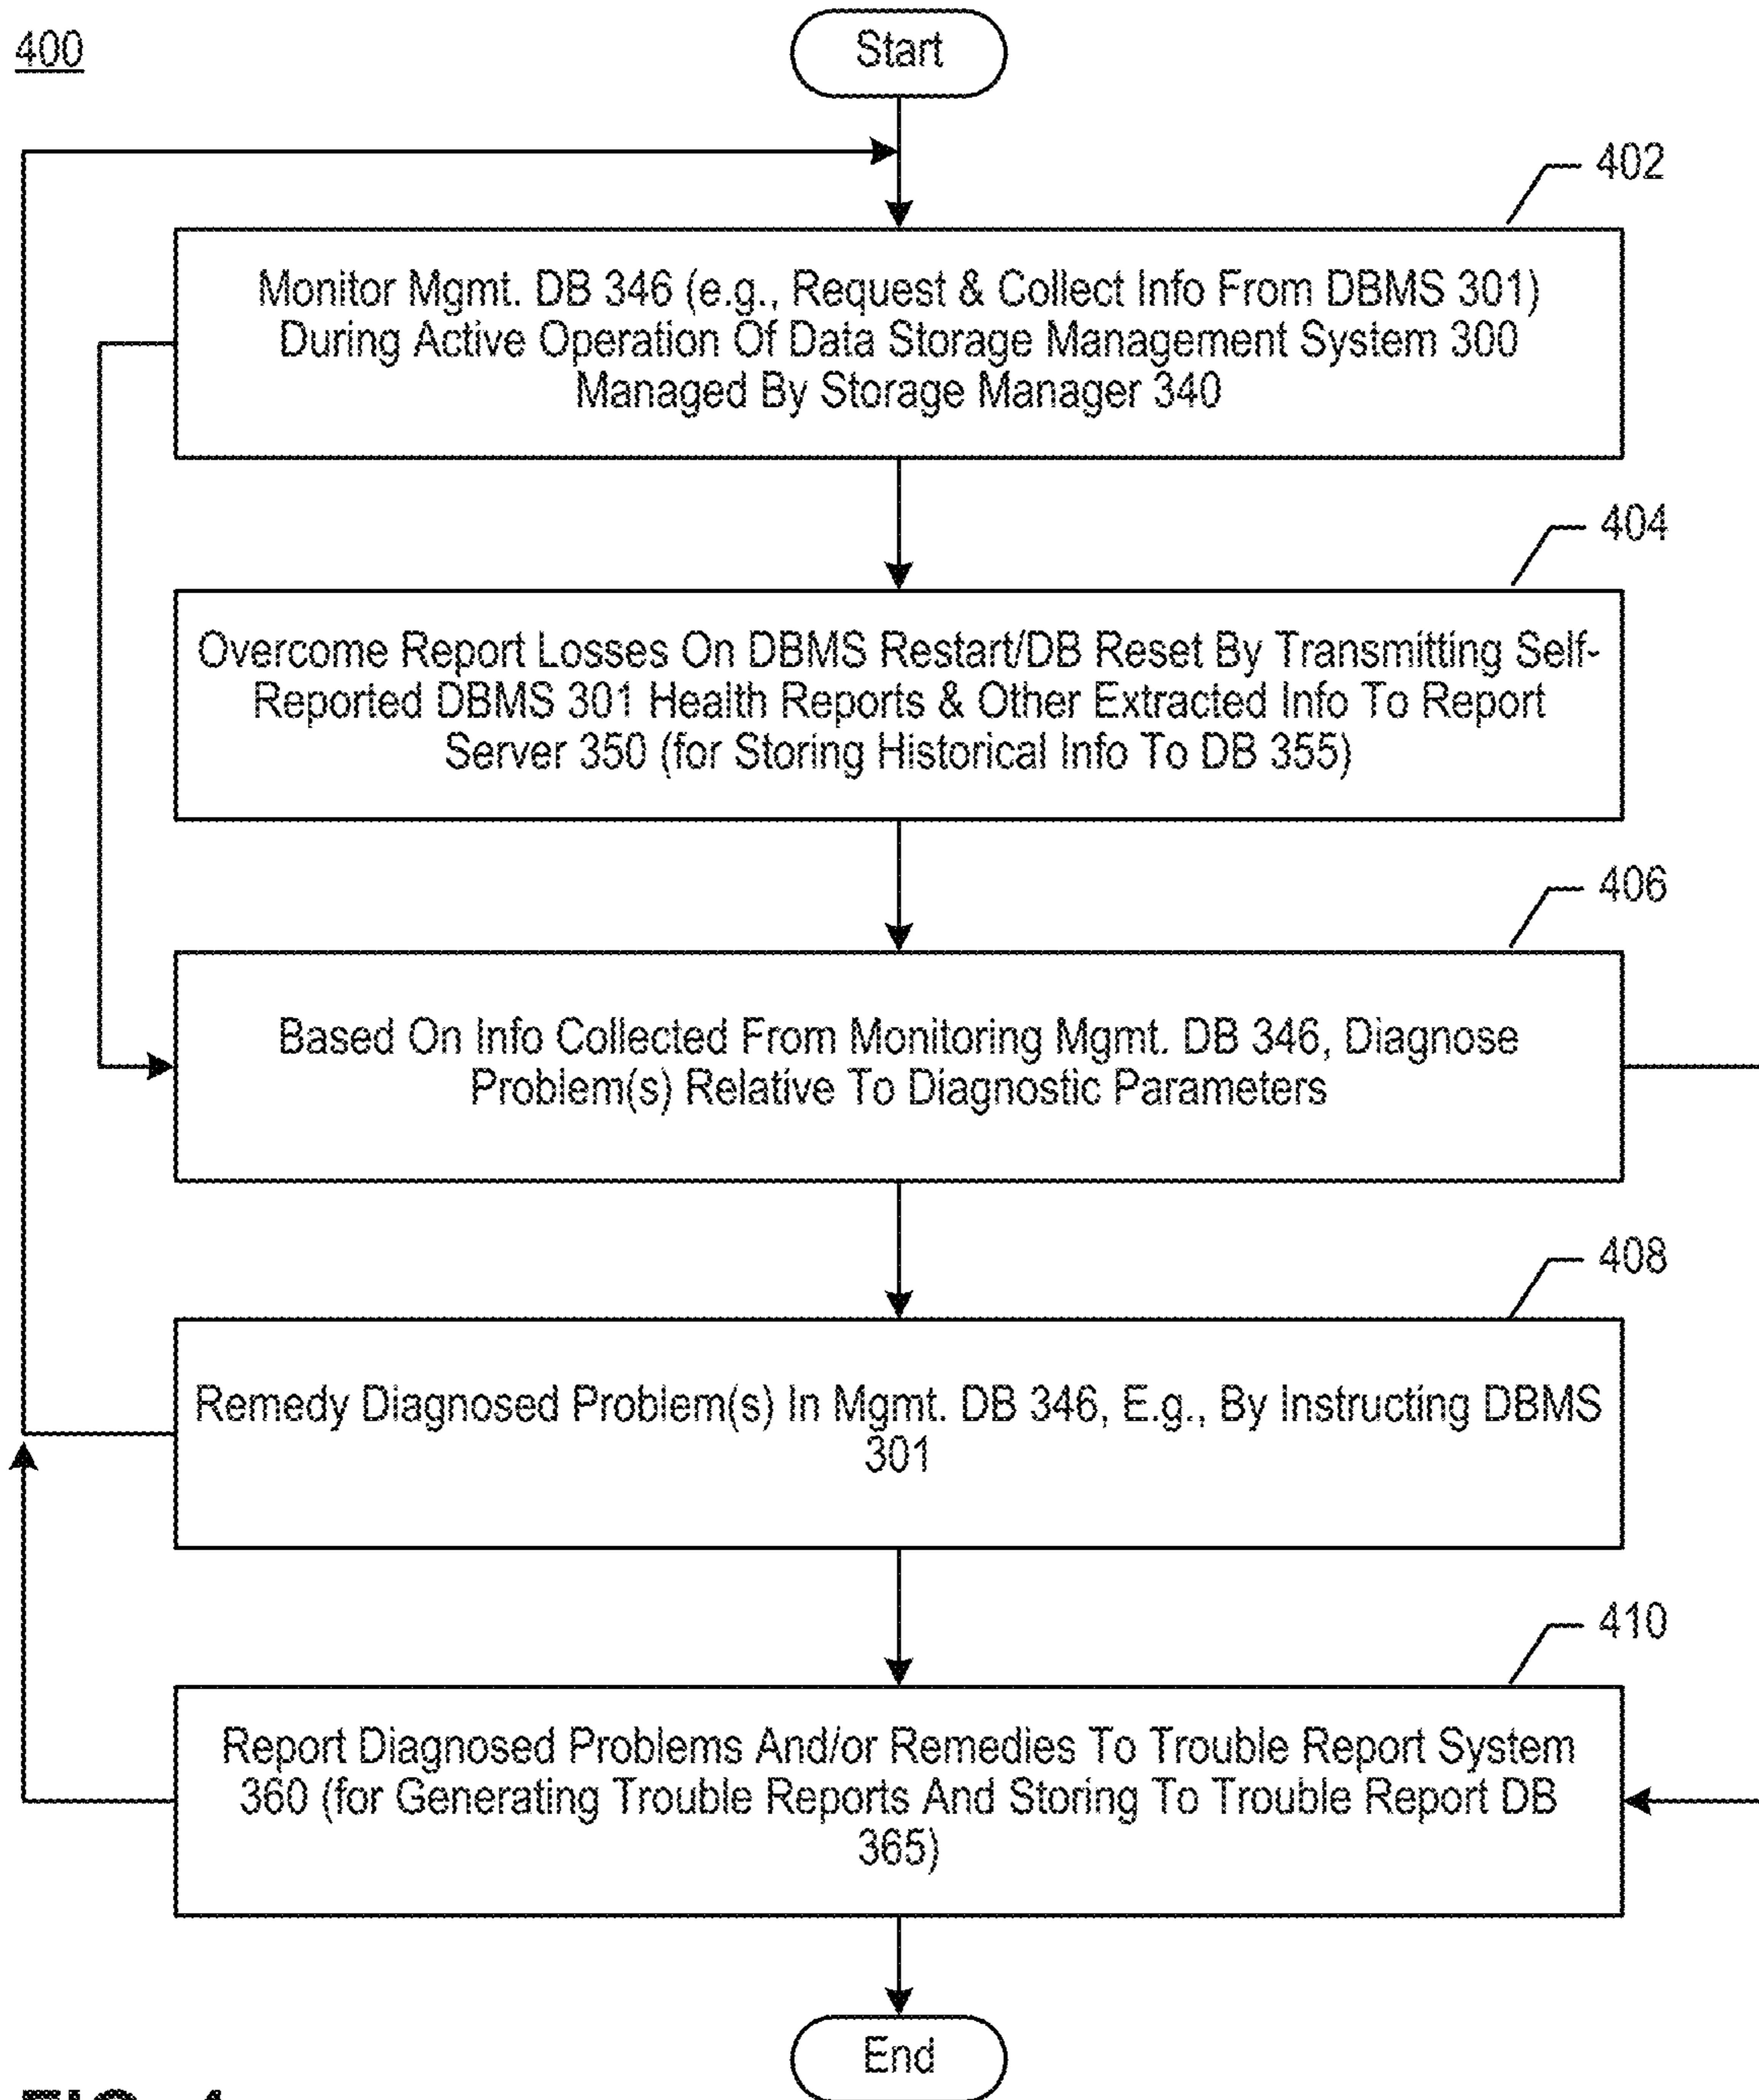 400
Start
402
Monitor Mgmt. DB 346 (e.g., Request & Collect Info From DBMS 301)
During Active Operation Of Data Storage Management System 300
Managed By Storage Manager 340
404
Overcome Report Losses On DBMS Restart/DB Reset By Transmitting Self-
Reported DBMS 301 Health Reports & Other Extracted Info To Report
Server 350 (for Storing Historical Info To DB 355)
406
Based On Info Collected From Monitoring Mgmt. DB 346, Diagnose
Problem(s) Relative To Diagnostic Parameters
408
Remedy Diagnosed Problem(s) In Mgmt. DB 346, E.g., By Instructing DBMS
301
410
Report Diagnosed Problems And/or Remedies To Trouble Report System
360 (for Generating Trouble Reports And Storing To Trouble Report DB
365)
End